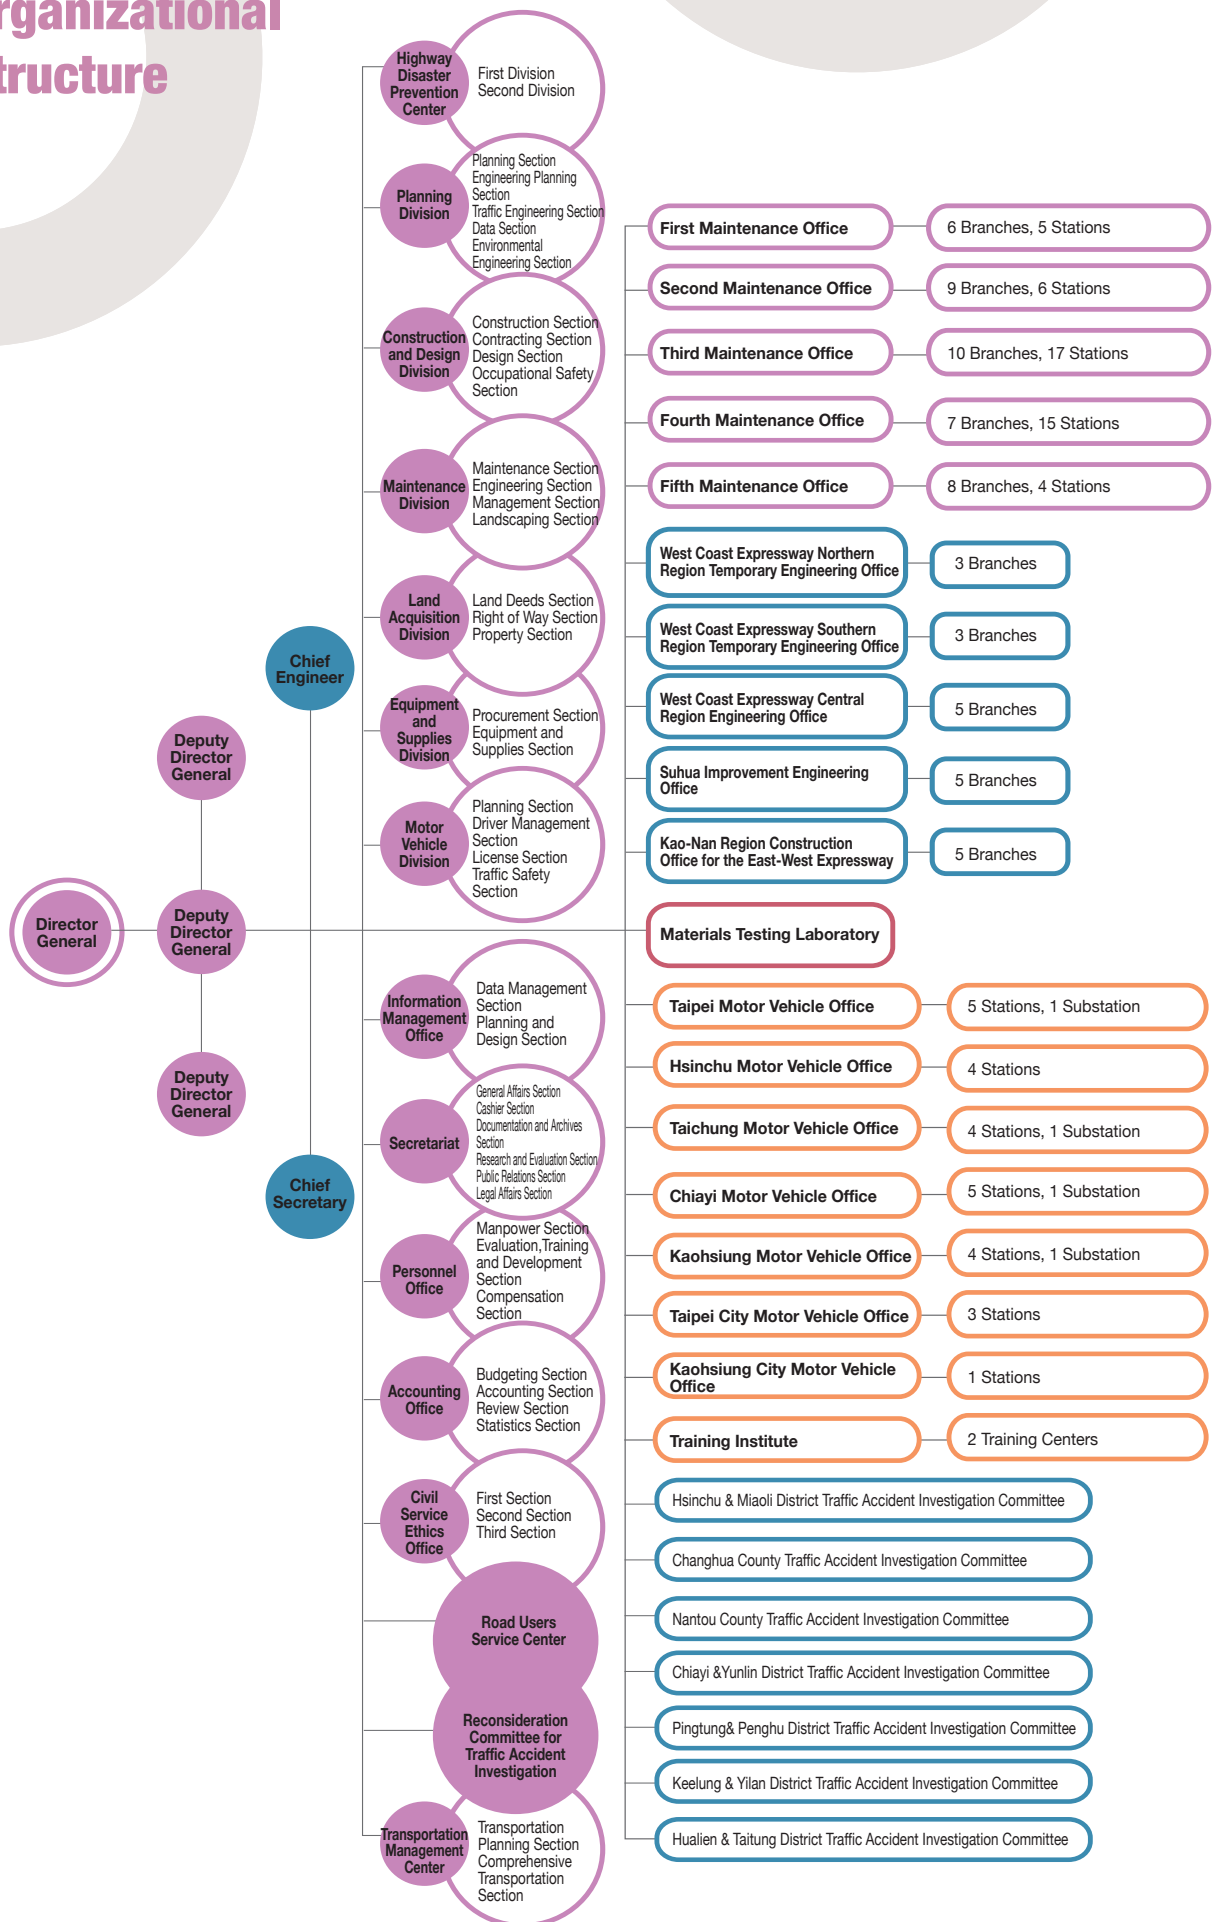 rganizational
tructure
Highway
Disaster
Prevention
Center
First Division
Second Division
Planning
Division
Planning Section
Engineering Planning
Section
Traffic Engineering Section
Data Section
Environmental
Engineering Section
Construction
and Design
Division
Construction Section
Contracting Section
Design Section
Occupational Safety
Section
Maintenance
Division
Maintenance Section
Engineering Section
Management Section
Landscaping Section
Land
Acquisition
Division
Land Deeds Section
Right of Way Section
Property Section
Equipment
and
Supplies
Division
Procurement Section
Equipment and
Supplies Section
Motor
Vehicle
Division
Planning Section
Driver Management
Section
License Section
Traffic Safety
Section
Chief
Engineer
Deputy
Director
General
Director
General
Deputy
Director
General
Deputy
Director
General
Chief
Secretary
Information
Management
Office
Data Management
Section
Planning and
Design Section
Secretariat
General Affairs Section
Cashier Section
Documentation and Archives
Section
Research and Evaluation Section
Public Relations Section
Legal Affairs Section
Personnel
Office
Manpower Section
Evaluation,Training
and Development
Section
Compensation
Section
Accounting
Office
Budgeting Section
Accounting Section
Review Section
Statistics Section
Civil
Service
Ethics
Office
First Section
Second Section
Third Section
Road Users
Service Center
Reconsideration
Committee for
Traffic Accident
Investigation
Transportation
Management
Center
Transportation
Planning Section
Comprehensive
Transportation
Section
First Maintenance Office
6 Branches, 5 Stations
Second Maintenance Office
9 Branches, 6 Stations
Third Maintenance Office
10 Branches, 17 Stations
Fourth Maintenance Office
7 Branches, 15 Stations
Fifth Maintenance Office
8 Branches, 4 Stations
West Coast Expressway Northern
Region Temporary Engineering Office
3 Branches
West Coast Expressway Southern
Region Temporary Engineering Office
3 Branches
West Coast Expressway Central
Region Engineering Office
5 Branches
Suhua Improvement Engineering
Office
5 Branches
Kao-Nan Region Construction
Office for the East-West Expressway
5 Branches
Materials Testing Laboratory
Taipei Motor Vehicle Office
5 Stations, 1 Substation
Hsinchu Motor Vehicle Office
4 Stations
Taichung Motor Vehicle Office
4 Stations, 1 Substation
Chiayi Motor Vehicle Office
5 Stations, 1 Substation
Kaohsiung Motor Vehicle Office
4 Stations, 1 Substation
Taipei City Motor Vehicle Office
3 Stations
Kaohsiung City Motor Vehicle
Office
1 Stations
Training Institute
2 Training Centers
Hsinchu & Miaoli District Traffic Accident Investigation Committee
Changhua County Traffic Accident Investigation Committee
Nantou County Traffic Accident Investigation Committee
Chiayi &Yunlin District Traffic Accident Investigation Committee
Pingtung& Penghu District Traffic Accident Investigation Committee
Keelung & Yilan District Traffic Accident Investigation Committee
Hualien & Taitung District Traffic Accident Investigation Committee